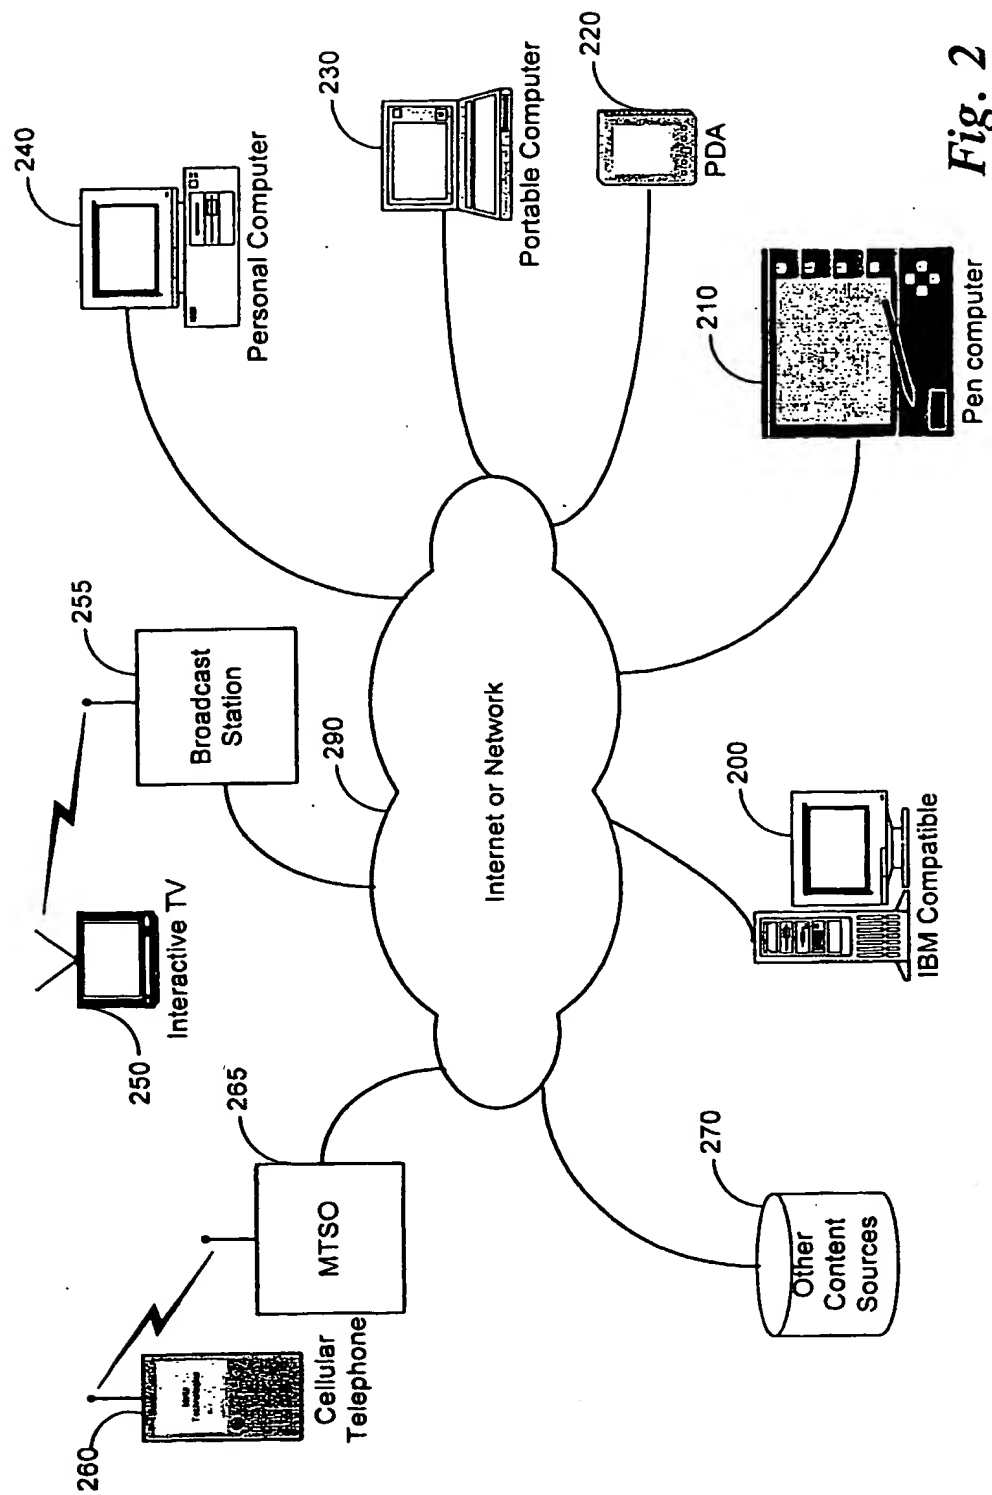 260
Cellular
Telephone
MTSO
265
250
Interactive TV
Broadcast
Station
255
240
Personal Computer
290
Internet or Network
230
Portable Computer
220
PDA
270
Other
Content
Sources
200
IBM Compatible
210
Pen computer
Fig. 2